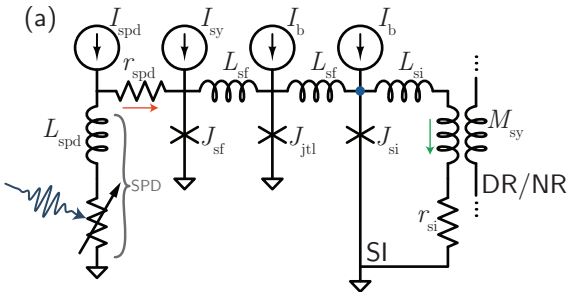 (a)
I_spd I_sy I_b I_b
r_spd L_sf L_sf L_si
L_spd J_sf J_jtl J_si M_sy
SPD
DR/NR
r_si
SI